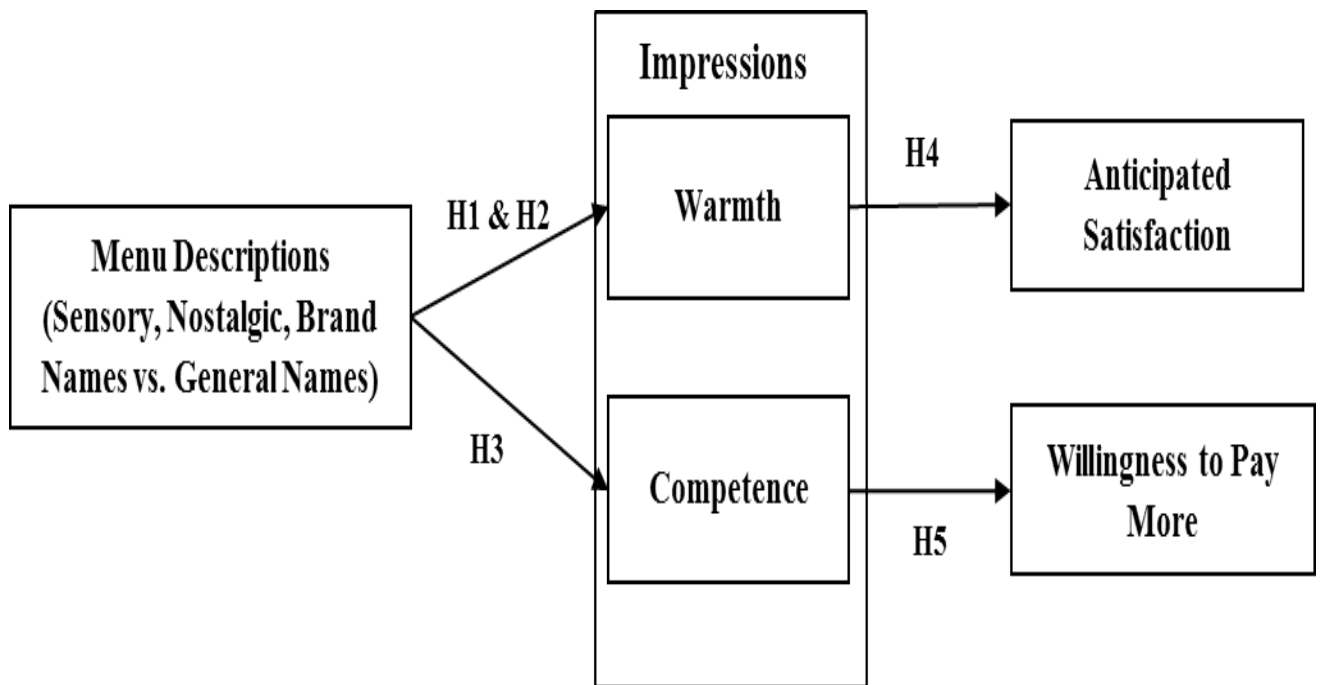 Impressions
H1 & H2
Warmth
H4
Anticipated
Satisfaction
Menu Descriptions
(Sensory, Nostalgic, Brand
Names vs. General Names)
H3
Competence
H5
Willingness to Pay
More